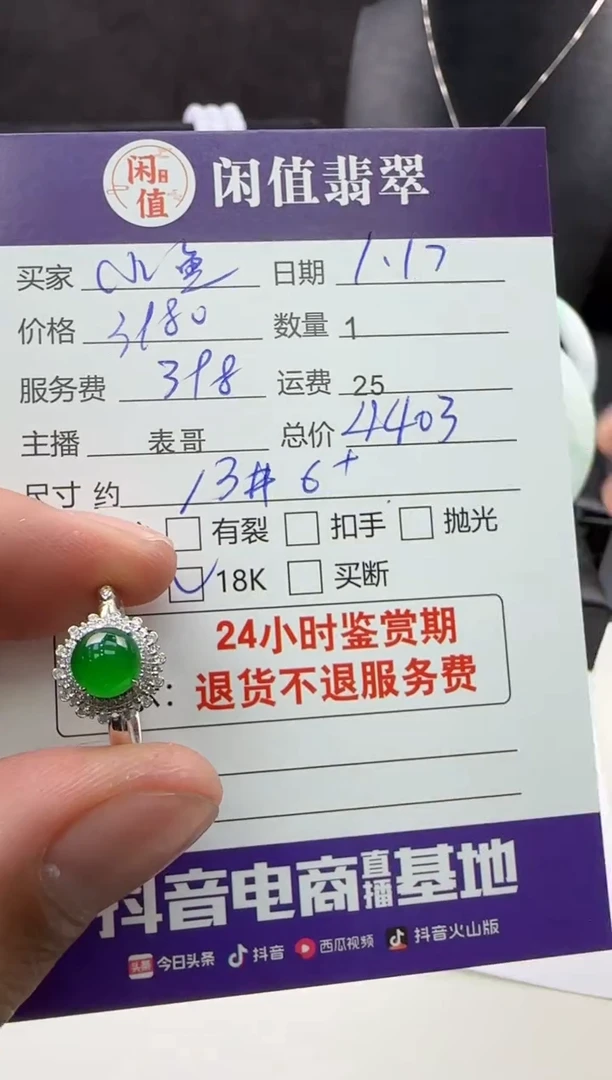 闲值 闲值翡翠
买家 小鱼 日期 1.17
价格 3980 数量 1
服务费 398 运费 25
主播 表哥 总价 4403
尺寸 约 13# 6+
有裂 扣手 抛光
18K 买断
24小时鉴赏期
: 退货不退服务费
抖音电商直播基地
头条 今日头条 抖音 西瓜视频 抖音火山版